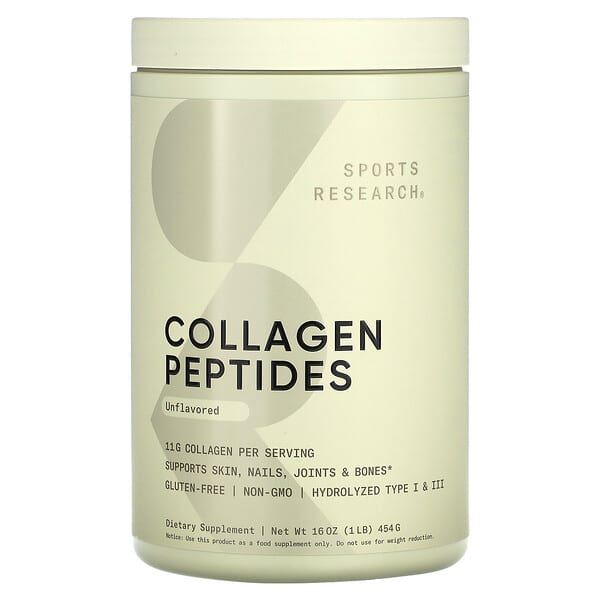 SPORTS
RESEARCH®
COLLAGEN
PEPTIDES
Unflavored
11G COLLAGEN PER SERVING
SUPPORTS SKIN, NAILS, JOINTS & BONES*
GLUTEN-FREE | NON-GMO | HYDROLYZED TYPE I & III
Dietary Supplement | Net Wt 16 OZ (1 LB) 454 G
Notice: Use this product as a food supplement only. Do not use for weight reduction.